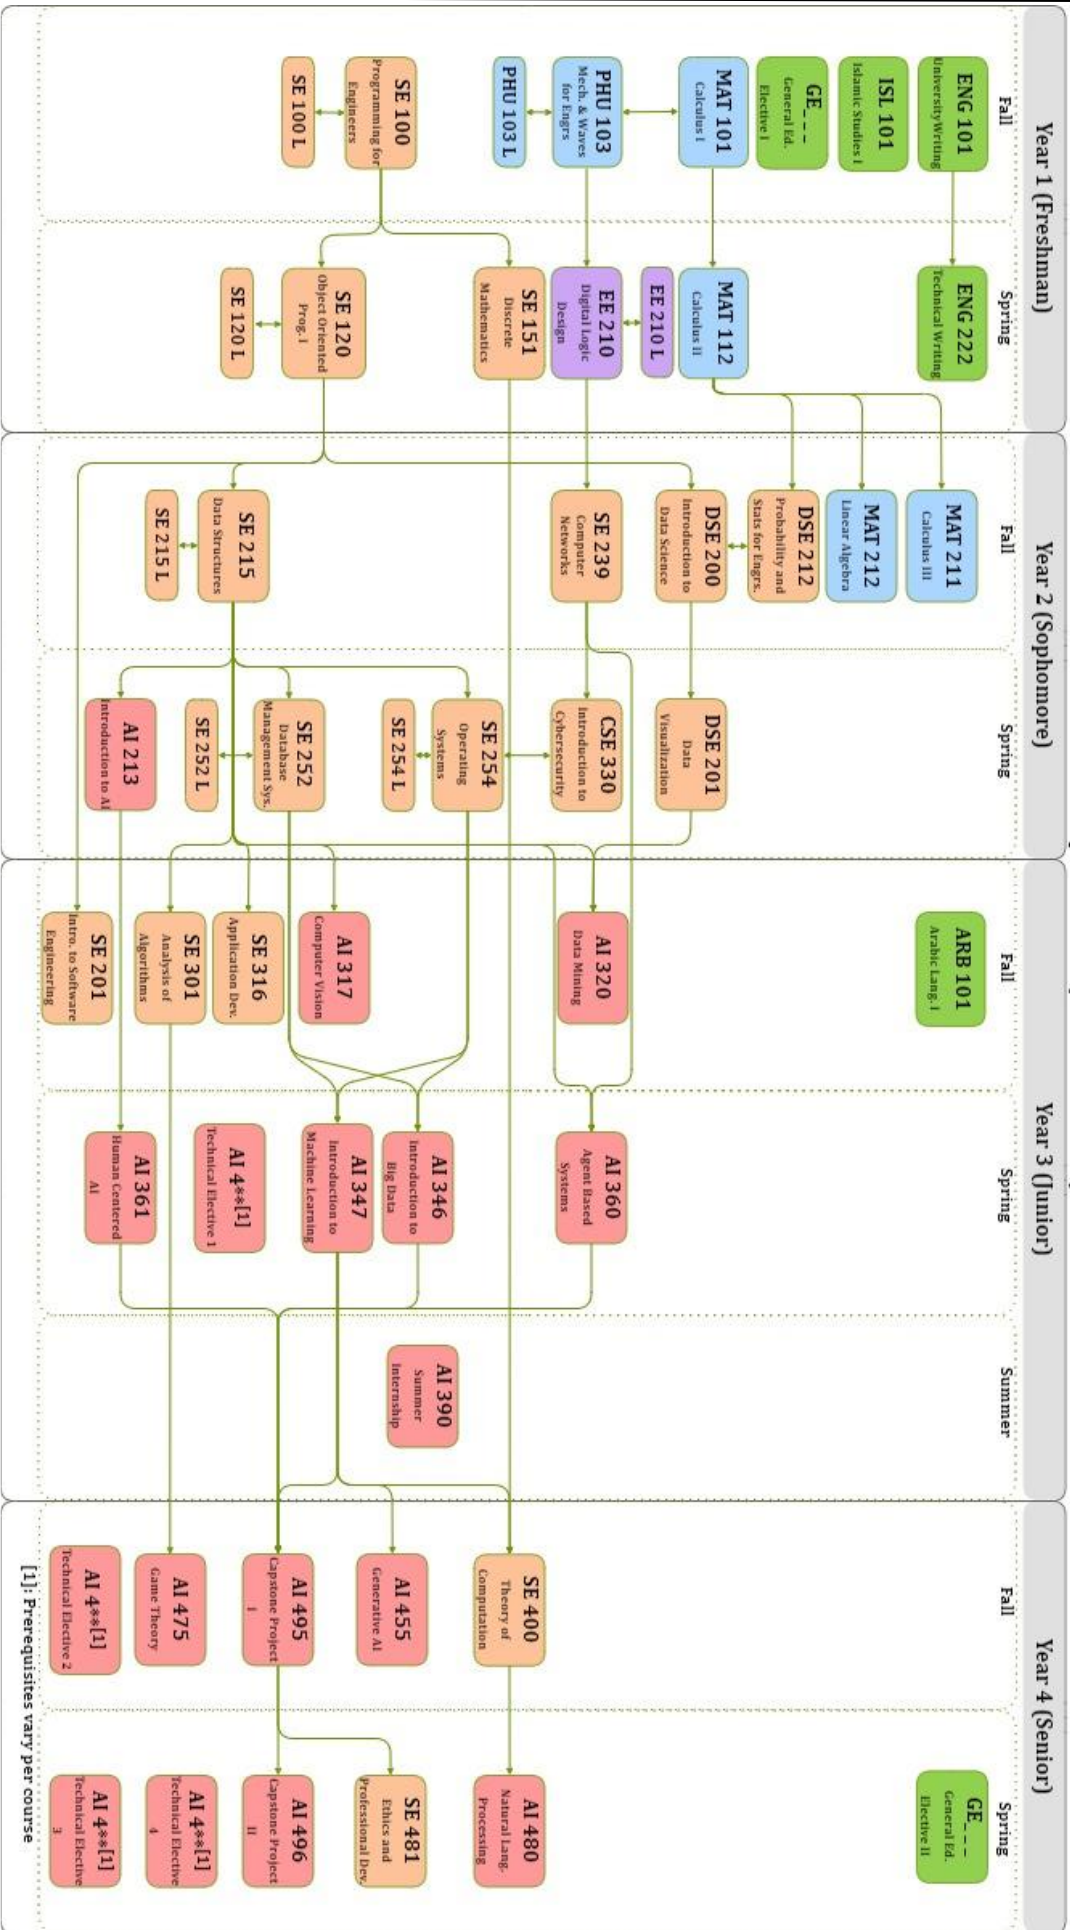 Year 1 (Freshman)
Fall
ENG 101
University Writing
ISL 101
Islamic Studies I
GE_ _ _
General Ed.
Elective I
MAT 101
Calculus I
PHU 103
Mech. & Waves
for Engrs
PHU 103 L
SE 100
Programming for
Engineers
SE 100 L
Spring
ENG 222
Technical Writing
MAT 112
Calculus II
EE 210 L
EE 210
Digital Logic
Design
SE 151
Discrete
Mathematics
SE 120
Object Oriented
Prog. I
SE 120 L
Year 2 (Sophomore)
Fall
MAT 211
Calculus III
MAT 212
Linear Algebra
DSE 212
Probability and
Stats for Engrs.
DSE 200
Introduction to
Data Science
SE 239
Computer
Networks
SE 215
Data Structures
SE 215 L
Spring
DSE 201
Data
Visualization
CSE 330
Introduction to
Cybersecurity
SE 254
Operating
Systems
SE 254 L
SE 252
Database
Management Sys.
SE 252 L
AI 213
Introduction to AI
Year 3 (Junior)
Fall
ARB 101
Arabic Lang. I
AI 320
Data Mining
AI 317
Computer Vision
SE 316
Application Dev.
SE 301
Analysis of
Algorithms
SE 201
Intro. to Software
Engineering
Spring
AI 360
Agent Based
Systems
AI 346
Introduction to
Big Data
AI 347
Introduction to
Machine Learning
AI 4**[1]
Technical Elective 1
AI 361
Human Centered
AI
Summer
AI 390
Summer
Internship
Year 4 (Senior)
Fall
SE 400
Theory of
Computation
AI 455
Generative AI
AI 495
Capstone Project
I
AI 475
Game Theory
AI 4**[1]
Technical Elective 2
Spring
GE_ _ _
General Ed.
Elective II
AI 480
Natural Lang.
Processing
SE 481
Ethics and
Professional Dev.
AI 496
Capstone Project
II
AI 4**[1]
Technical Elective
4
AI 4**[1]
Technical Elective
3
[1]: Prerequisites vary per course